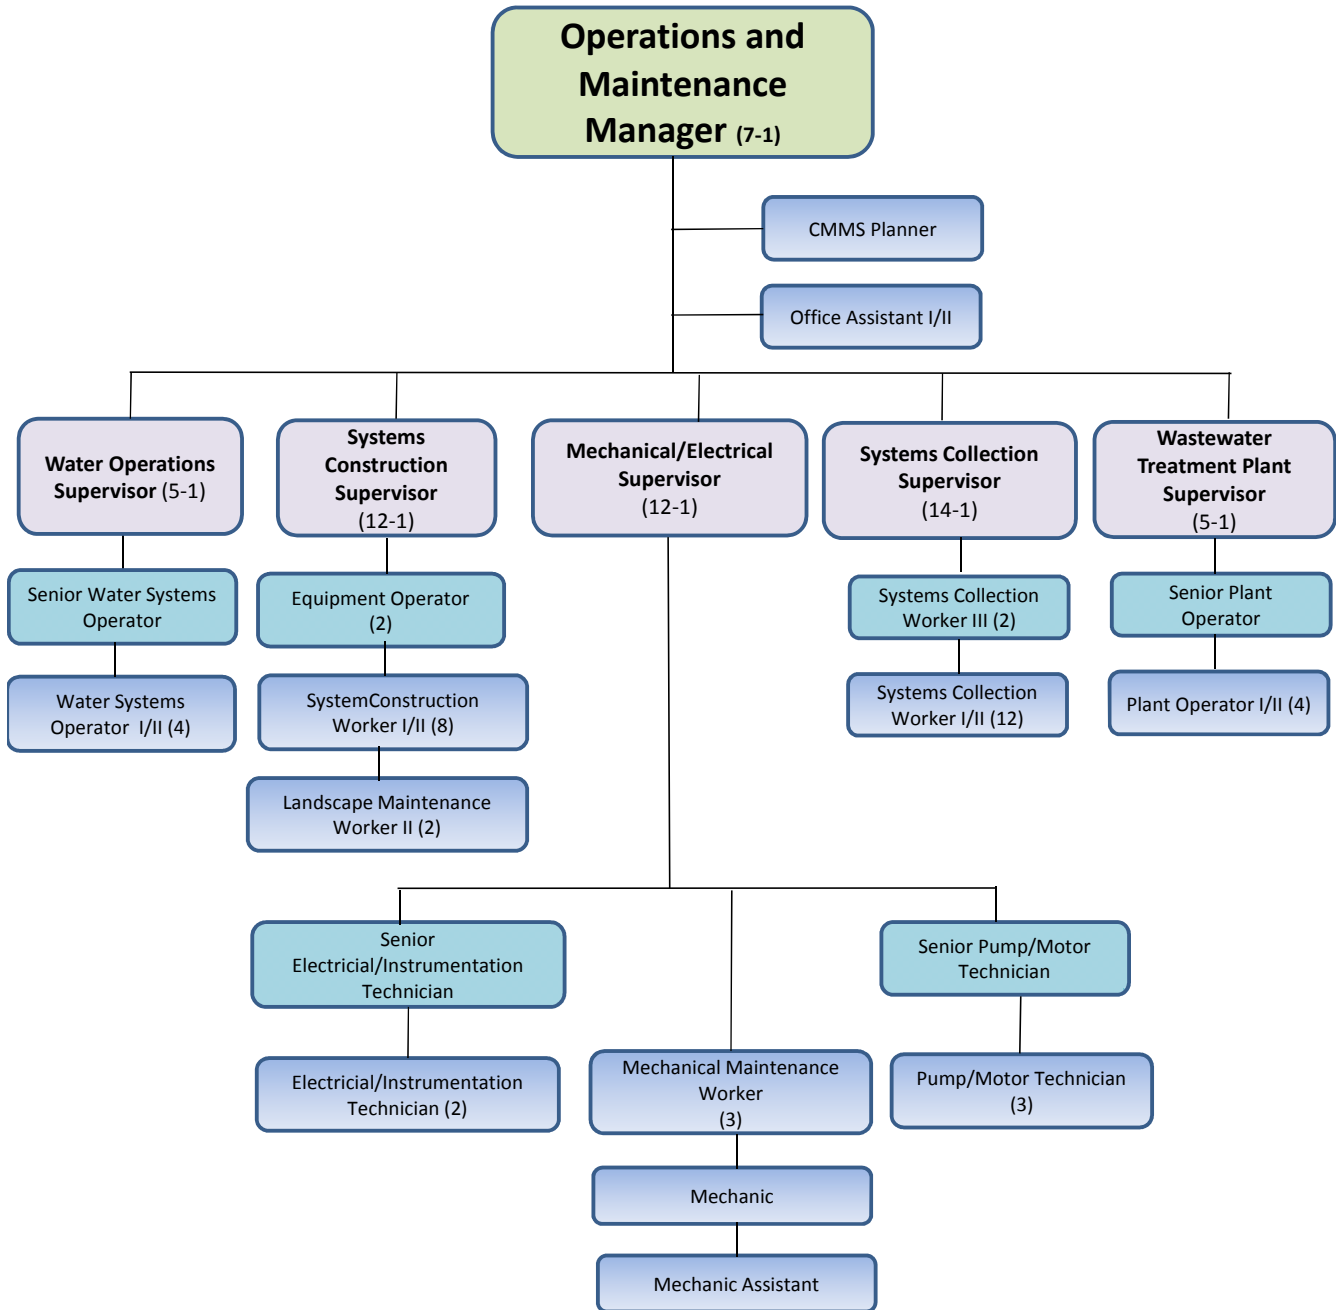 Operations and
Maintenance
Manager (7-1)
CMMS Planner
Office Assistant I/II
Water Operations
Supervisor (5-1)
Systems
Construction
Supervisor
(12-1)
Mechanical/Electrical
Supervisor
(12-1)
Systems Collection
Supervisor
(14-1)
Wastewater
Treatment Plant
Supervisor
(5-1)
Senior Water Systems
Operator
Equipment Operator
(2)
Systems Collection
Worker III (2)
Senior Plant
Operator
Water Systems
Operator  I/II (4)
SystemConstruction
Worker I/II (8)
Systems Collection
Worker I/II (12)
Plant Operator I/II (4)
Landscape Maintenance
Worker II (2)
Senior
Electricial/Instrumentation
Technician
Senior Pump/Motor
Technician
Electricial/Instrumentation
Technician (2)
Mechanical Maintenance
Worker
(3)
Pump/Motor Technician
(3)
Mechanic
Mechanic Assistant